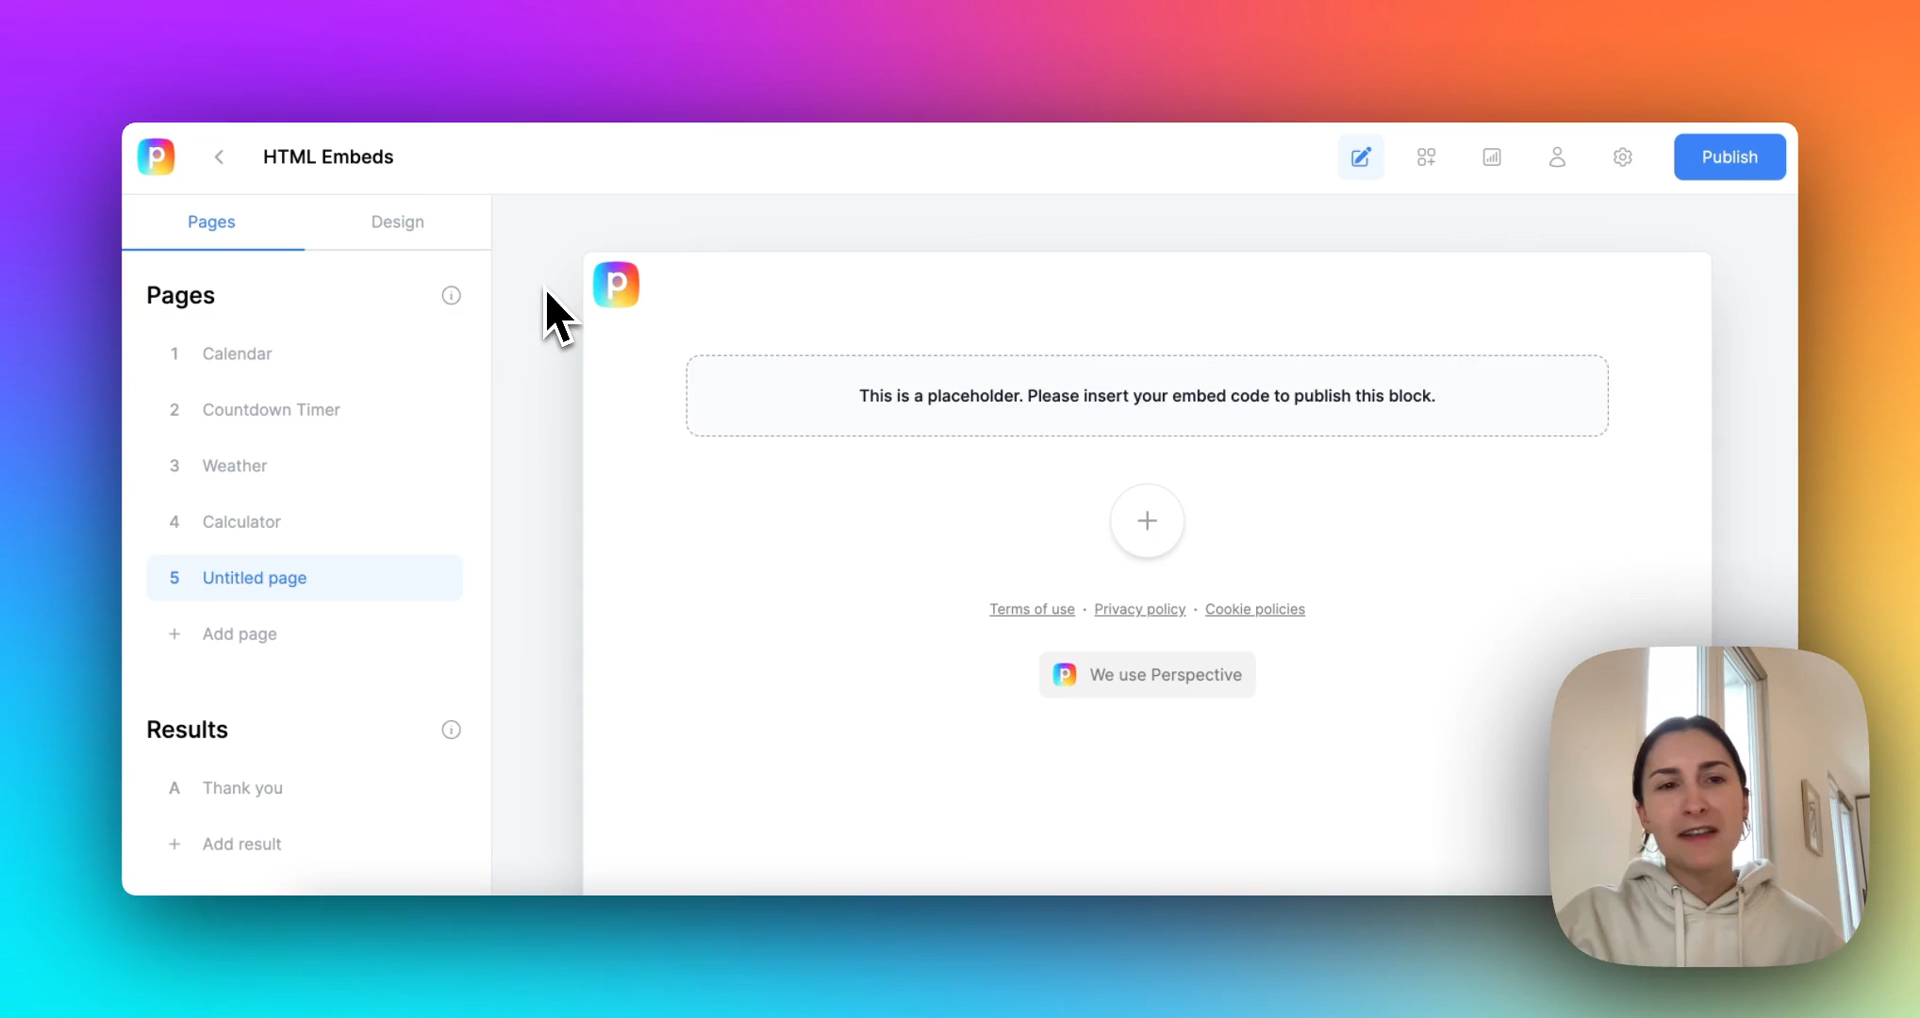 p
HTML Embeds
Publish
Pages
Design
Pages
1 Calendar
2 Countdown Timer
3 Weather
4 Calculator
5 Untitled page
+ Add page
Results
A Thank you
+ Add result
p
This is a placeholder. Please insert your embed code to publish this block.
+
Terms of use · Privacy policy · Cookie policies
p We use Perspective